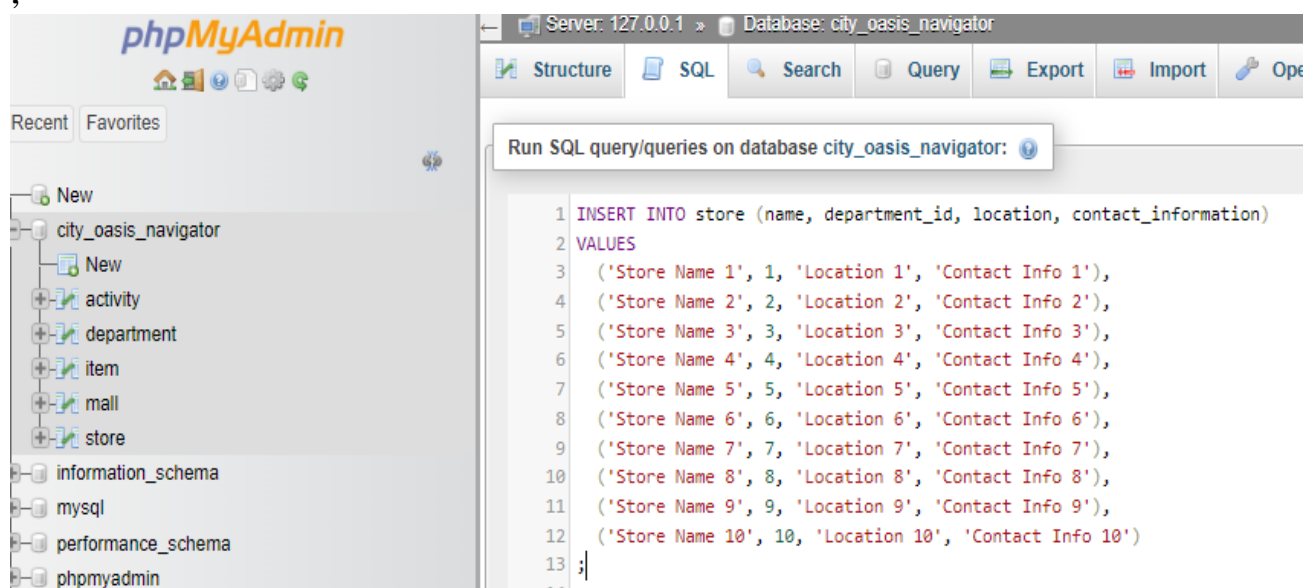 ;
phpMyAdmin
Recent Favorites
New
city_oasis_navigator
New
activity
department
item
mall
store
information_schema
mysql
performance_schema
phpmyadmin
← Server: 127.0.0.1 » Database: city_oasis_navigator
Structure SQL Search Query Export Import Ope
Run SQL query/queries on database city_oasis_navigator:
1 INSERT INTO store (name, department_id, location, contact_information)
2 VALUES
3 ('Store Name 1', 1, 'Location 1', 'Contact Info 1'),
4 ('Store Name 2', 2, 'Location 2', 'Contact Info 2'),
5 ('Store Name 3', 3, 'Location 3', 'Contact Info 3'),
6 ('Store Name 4', 4, 'Location 4', 'Contact Info 4'),
7 ('Store Name 5', 5, 'Location 5', 'Contact Info 5'),
8 ('Store Name 6', 6, 'Location 6', 'Contact Info 6'),
9 ('Store Name 7', 7, 'Location 7', 'Contact Info 7'),
10 ('Store Name 8', 8, 'Location 8', 'Contact Info 8'),
11 ('Store Name 9', 9, 'Location 9', 'Contact Info 9'),
12 ('Store Name 10', 10, 'Location 10', 'Contact Info 10')
13 ;